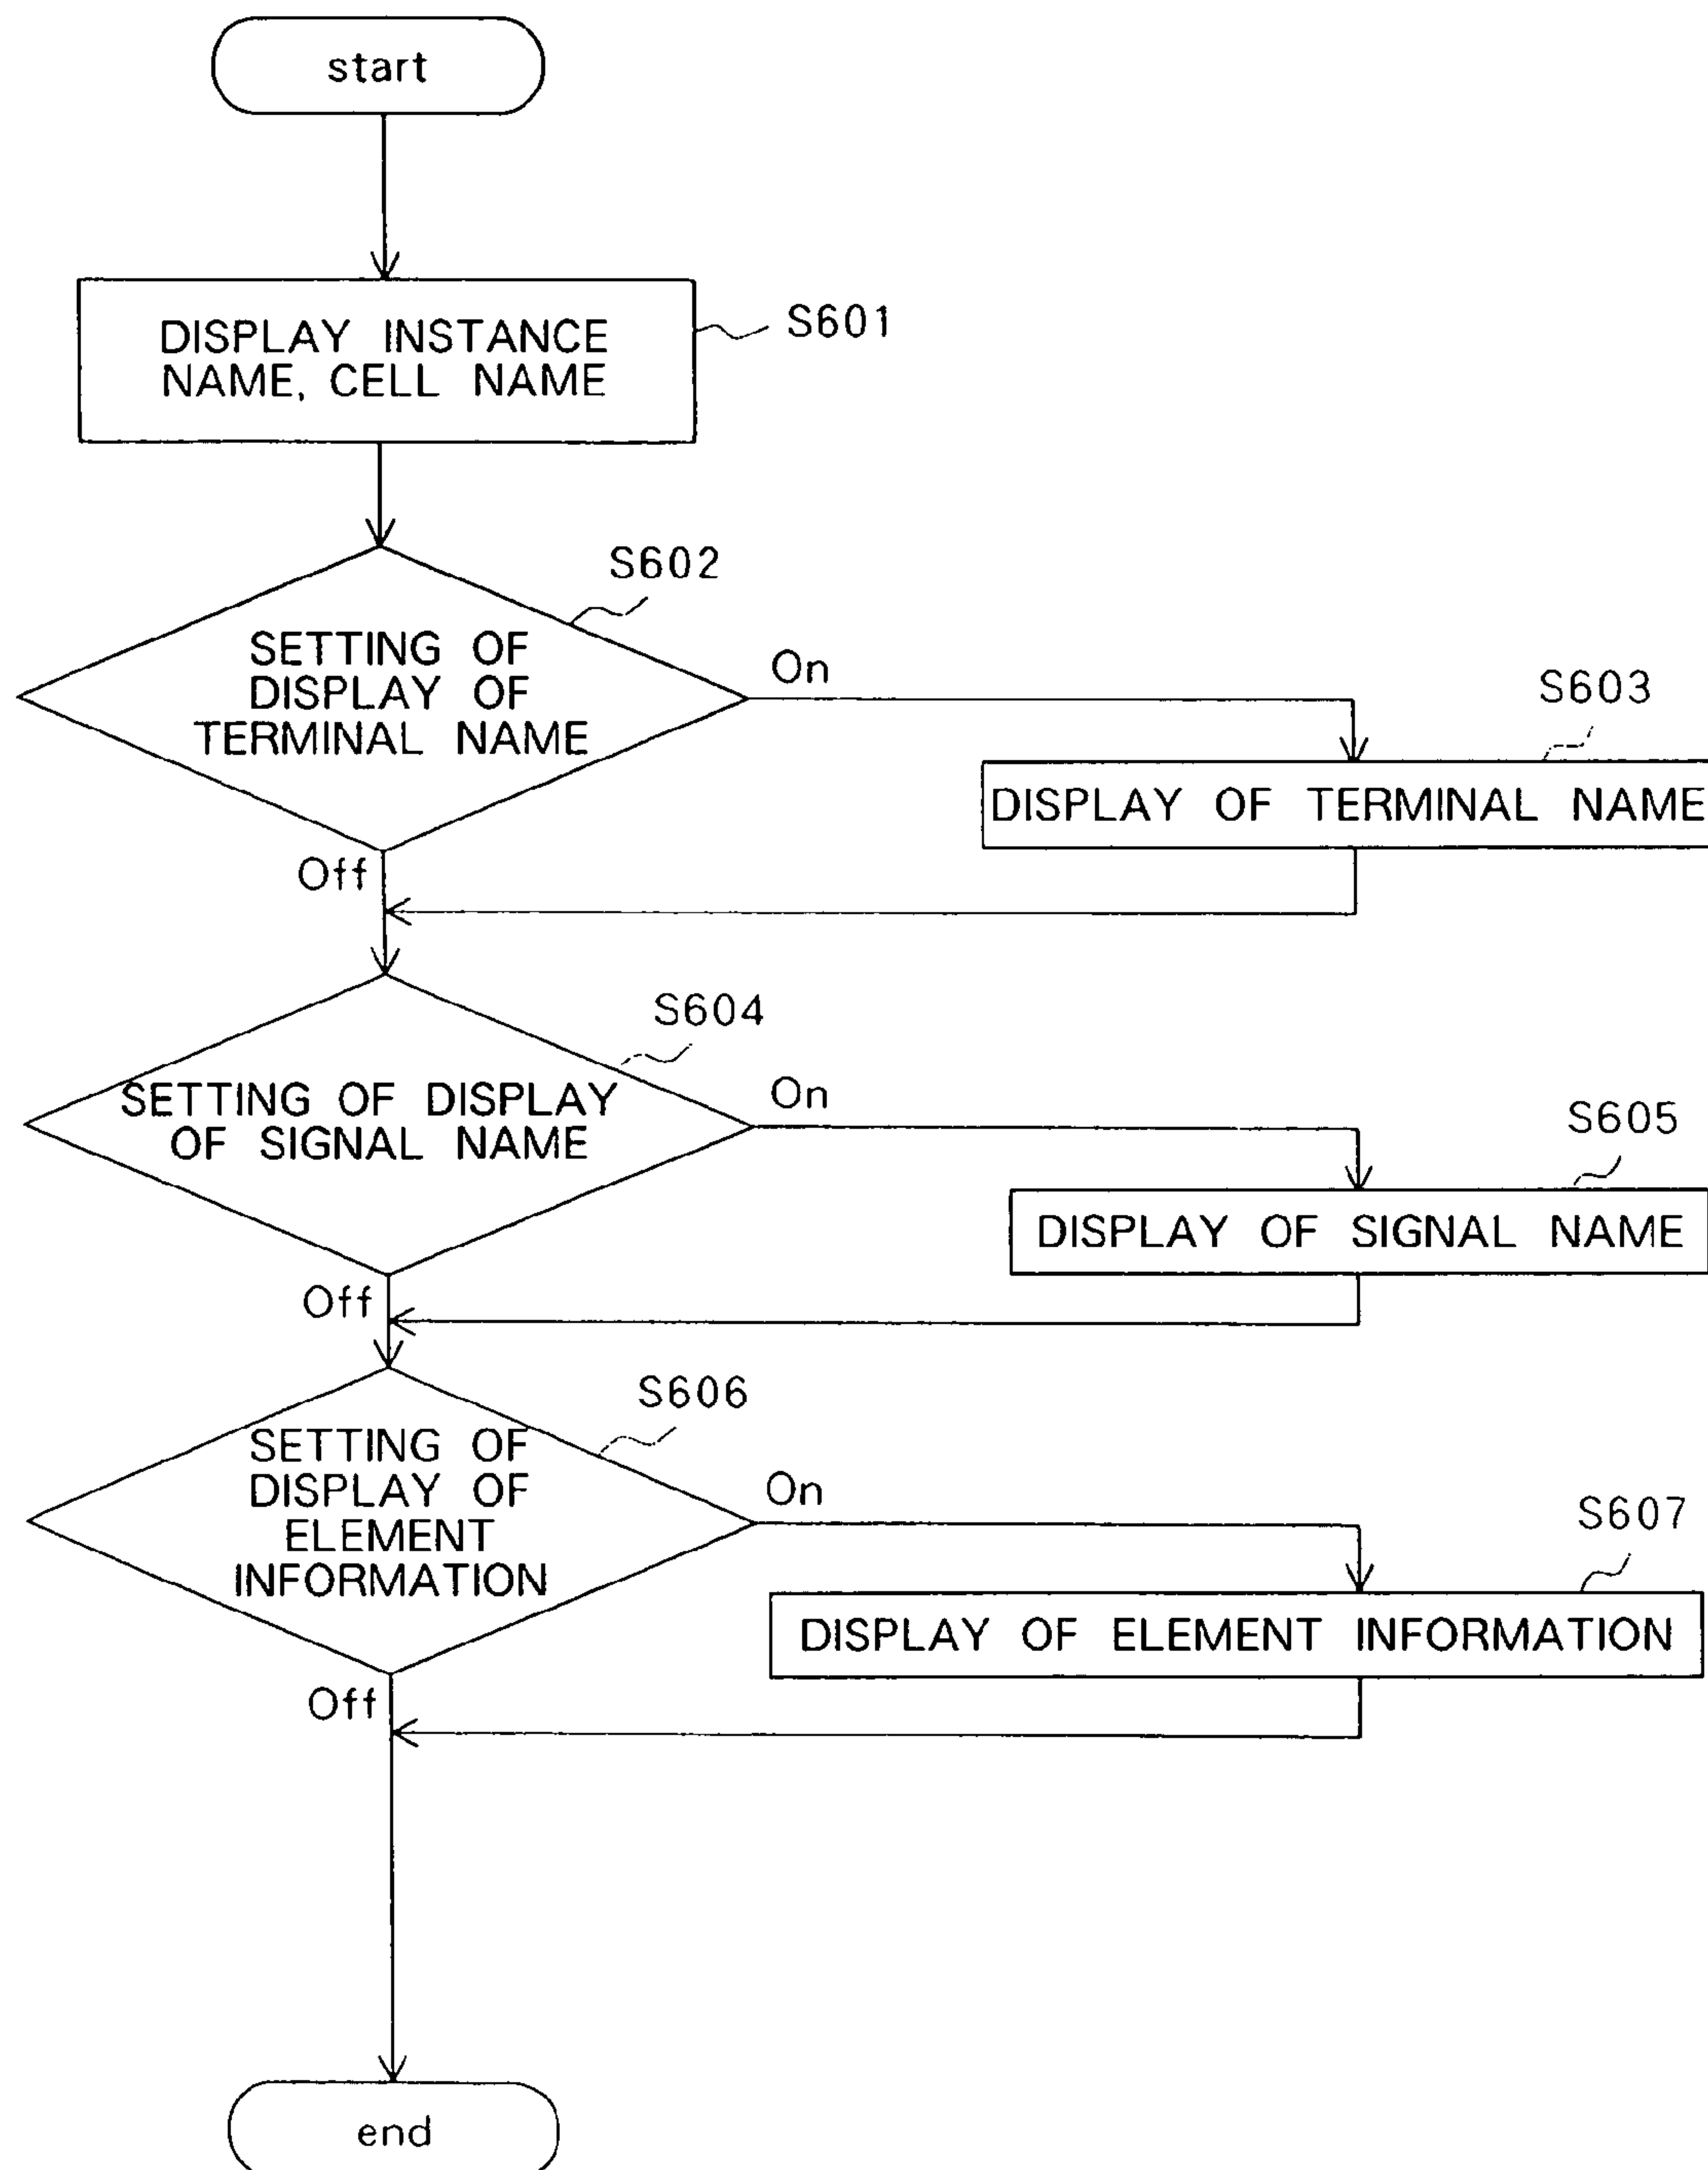 start
DISPLAY INSTANCE
NAME, CELL NAME
S601
S602
SETTING OF
DISPLAY OF
TERMINAL NAME
On
S603
DISPLAY OF TERMINAL NAME
Off
S604
SETTING OF DISPLAY
OF SIGNAL NAME
On
S605
DISPLAY OF SIGNAL NAME
Off
S606
SETTING OF
DISPLAY OF
ELEMENT
INFORMATION
On
S607
DISPLAY OF ELEMENT INFORMATION
Off
end